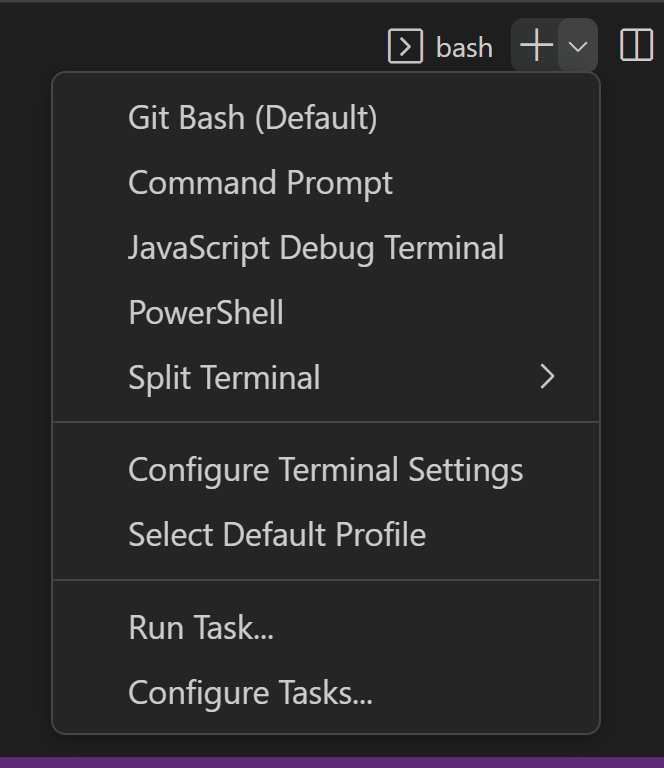 bash
Git Bash (Default)
Command Prompt
JavaScript Debug Terminal
PowerShell
Split Terminal
Configure Terminal Settings
Select Default Profile
Run Task...
Configure Tasks...